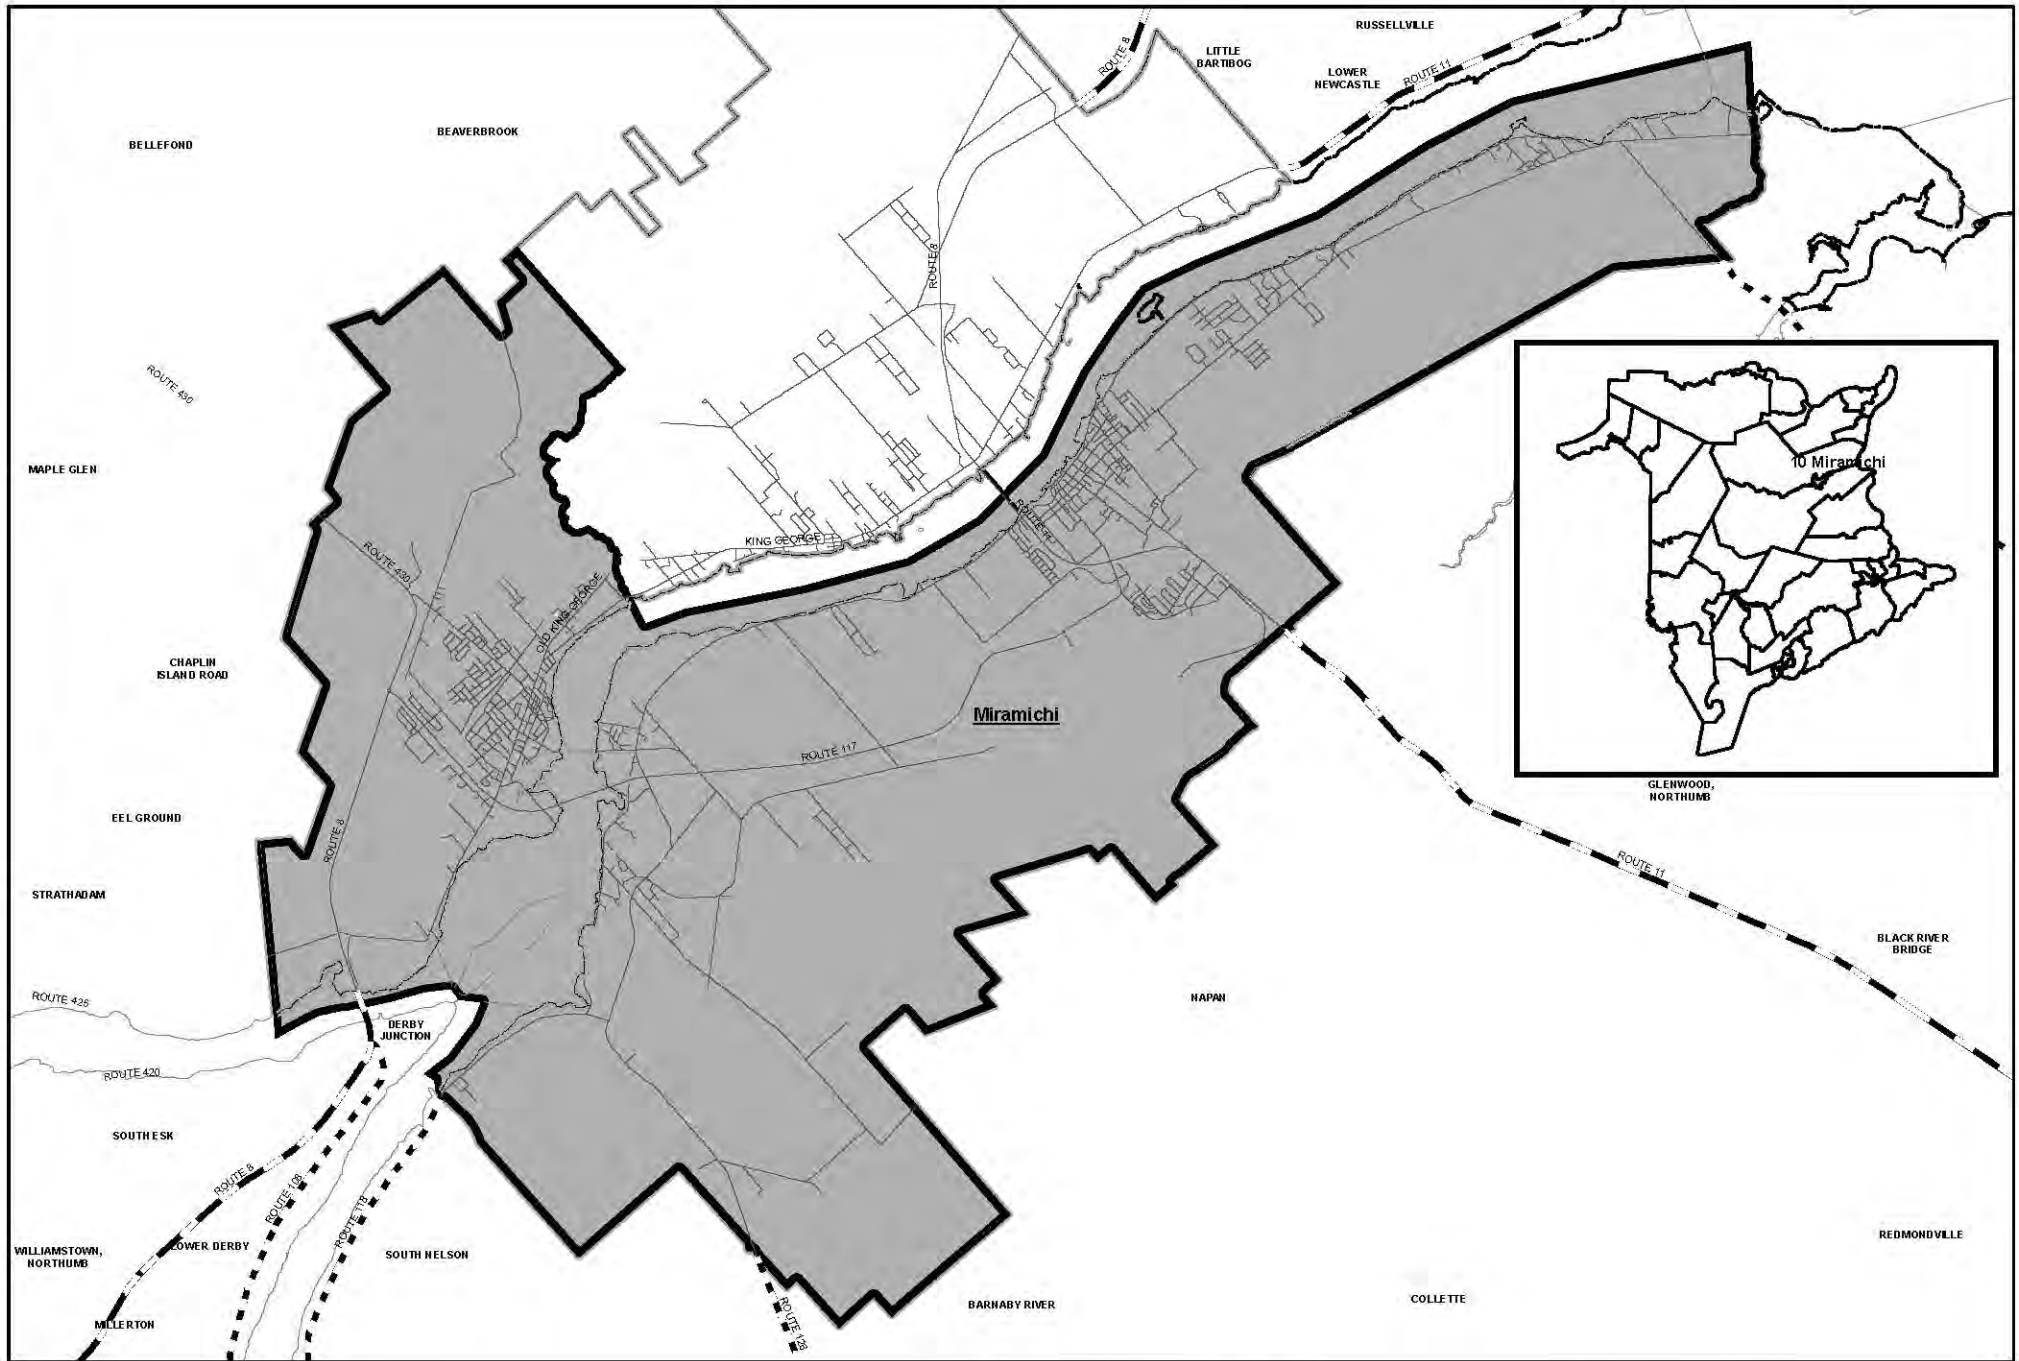 RUSSELLVILLE
LITTLE
BARTIBOG
ROUTE 8
LOWER
NEWCASTLE
ROUTE 11
BEAVERBROOK
BELLEFOND
ROUTE 8
ROUTE 430
MAPLE GLEN
10 Miramichi
ROUTE 11
KING GEORGE
ROUTE 430
OLD KING GEORGE
CHAPLIN
ISLAND ROAD
Miramichi
ROUTE 117
GLENWOOD,
NORTHUMB
EEL GROUND
ROUTE 8
ROUTE 11
STRATHADAM
BLACK RIVER
BRIDGE
ROUTE 425
NAPAN
DERBY
JUNCTION
ROUTE 420
SOUTH ESK
ROUTE 8
ROUTE 108
ROUTE 118
LOWER DERBY
SOUTH NELSON
WILLIAMSTOWN,
NORTHUMB
REDMONDVILLE
COLLETTE
BARNABY RIVER
MILLERTON
ROUTE 126